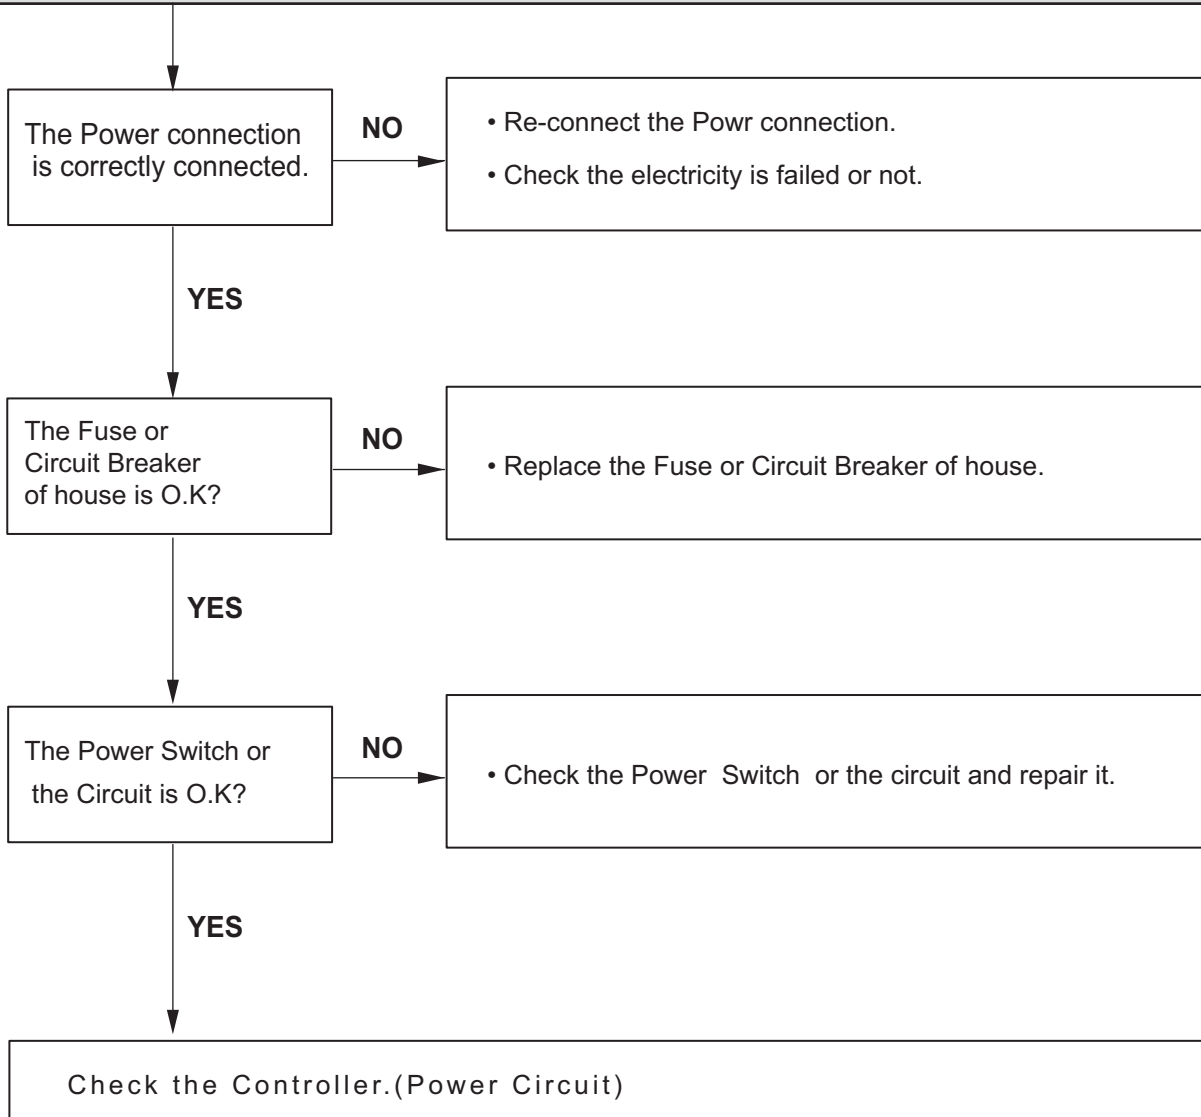 The Power connection
is correctly connected.
NO
• Re-connect the Powr connection.
• Check the electricity is failed or not.
YES
The Fuse or
Circuit Breaker
of house is O.K?
NO
• Replace the Fuse or Circuit Breaker of house.
YES
The Power Switch or
the Circuit is O.K?
NO
• Check the Power Switch or the circuit and repair it.
YES
Check the Controller.(Power Circuit)